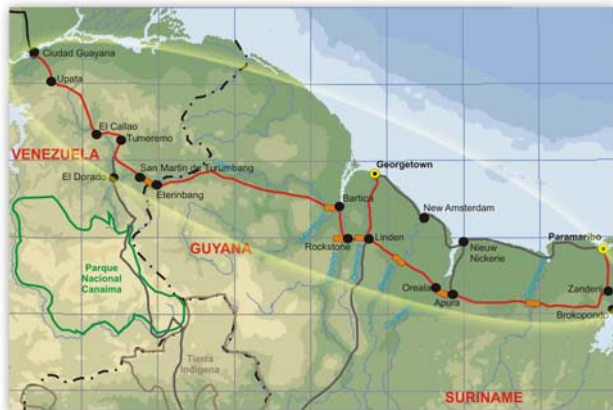 Ciudad Guayana
Upata
El Callao
Tumeremo
VENEZUELA
San Martin de Turumbang
El Dorado
Eterinbang
Georgetown
Bartica
New Amsterdam
GUYANA
Rockstone
Linden
Nieuw
Nickerie
Paramaribo
Parque
Nacional
Canaima
Oreala
Apura
Zanderij
Brokopondo
Tierra
Indigena
SURINAME